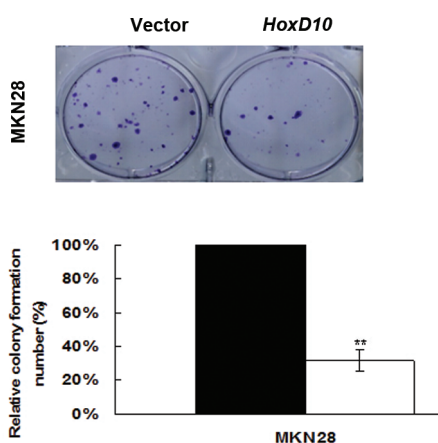 Vector HoxD10
MKN28
Relative colony formation
number (%)
100%
80%
60%
40%
20%
0%
**
MKN28